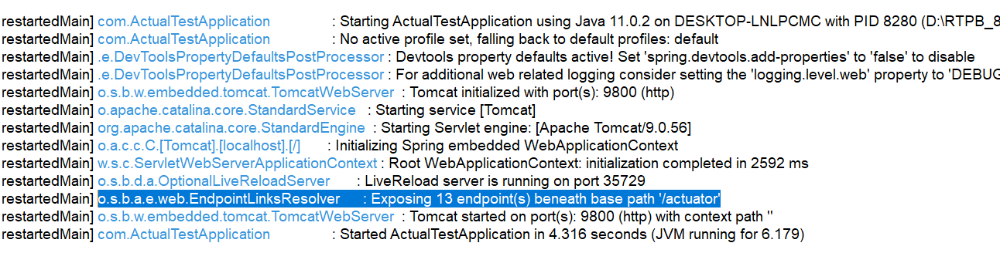 restartedMain] com.ActualTestApplication : Starting ActualTestApplication using Java 11.0.2 on DESKTOP-LNLPCMC with PID 8280 (D:\RTPB_8
restartedMain] com.ActualTestApplication : No active profile set, falling back to default profiles: default
restartedMain] .e.DevToolsPropertyDefaultsPostProcessor : Devtools property defaults active! Set 'spring.devtools.add-properties' to 'false' to disable
restartedMain] .e.DevToolsPropertyDefaultsPostProcessor : For additional web related logging consider setting the 'logging.level.web' property to 'DEBUG
restartedMain] o.s.b.w.embedded.tomcat.TomcatWebServer : Tomcat initialized with port(s): 9800 (http)
restartedMain] o.apache.catalina.core.StandardService : Starting service [Tomcat]
restartedMain] org.apache.catalina.core.StandardEngine : Starting Servlet engine: [Apache Tomcat/9.0.56]
restartedMain] o.a.c.c.C.[Tomcat].[localhost].[/] : Initializing Spring embedded WebApplicationContext
restartedMain] w.s.c.ServletWebServerApplicationContext : Root WebApplicationContext: initialization completed in 2592 ms
restartedMain] o.s.b.d.a.OptionalLiveReloadServer : LiveReload server is running on port 35729
restartedMain] o.s.b.a.e.web.EndpointLinksResolver : Exposing 13 endpoint(s) beneath base path '/actuator'
restartedMain] o.s.b.w.embedded.tomcat.TomcatWebServer : Tomcat started on port(s): 9800 (http) with context path ''
restartedMain] com.ActualTestApplication : Started ActualTestApplication in 4.316 seconds (JVM running for 6.179)